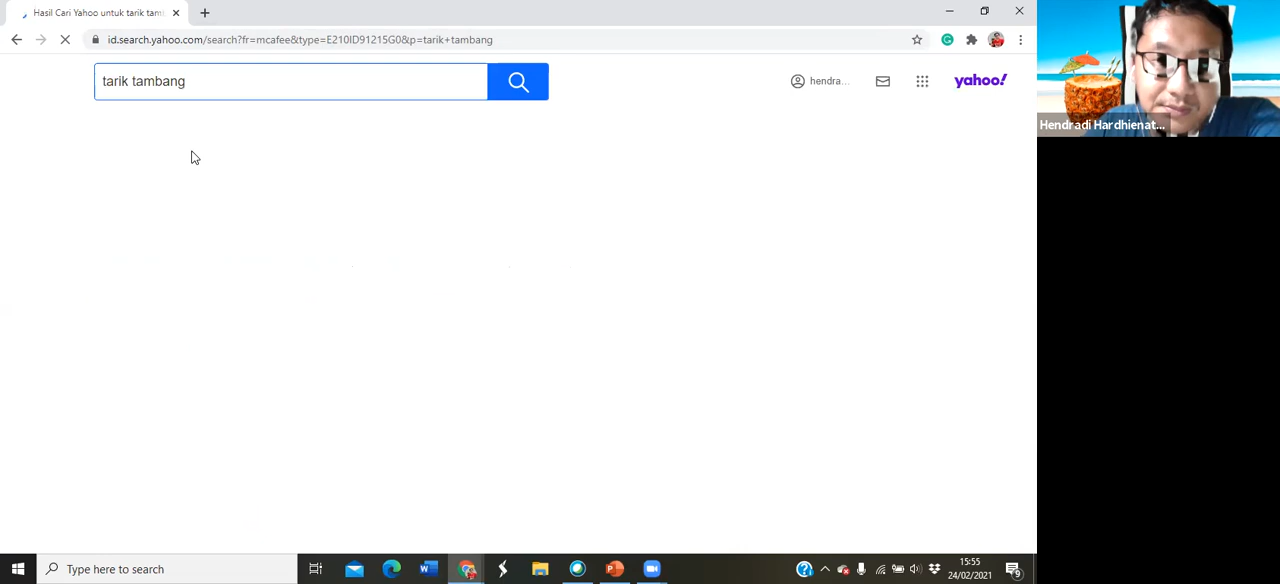 Hasil Cari Yahoo untuk tarik tam
id.search.yahoo.com/search?fr=mcafee&type=E210ID91215G0&p=tarik+tambang
tarik tambang
hendra...
yahoo!
Hendradi Hardhienat...
Type here to search
15:55
24/02/2021
9